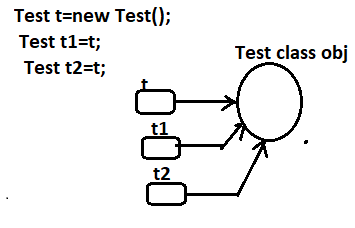 Test t=new Test();
Test t1=t;
Test t2=t;
Test class obj
t
t1
t2